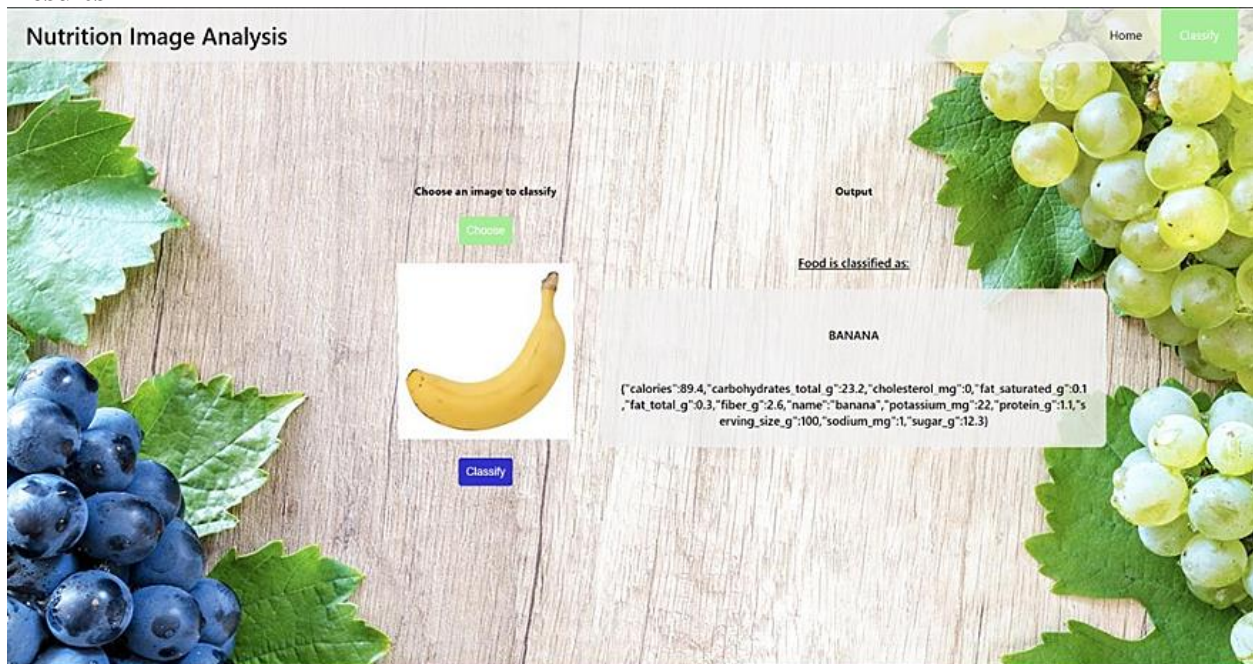 Nutrition Image Analysis
Home
Classify
Choose an image to classify
Output
Choose
Food is classified as:
BANANA
{"calories":89.4,"carbohydrates_total_g":23.2,"cholesterol_mg":0,"fat_saturated_g":0.1
,"fat_total_g":0.3,"fiber_g":2.6,"name":"banana","potassium_mg":22,"protein_g":1.1,"s
erving_size_g":100,"sodium_mg":1,"sugar_g":12.3}
Classify